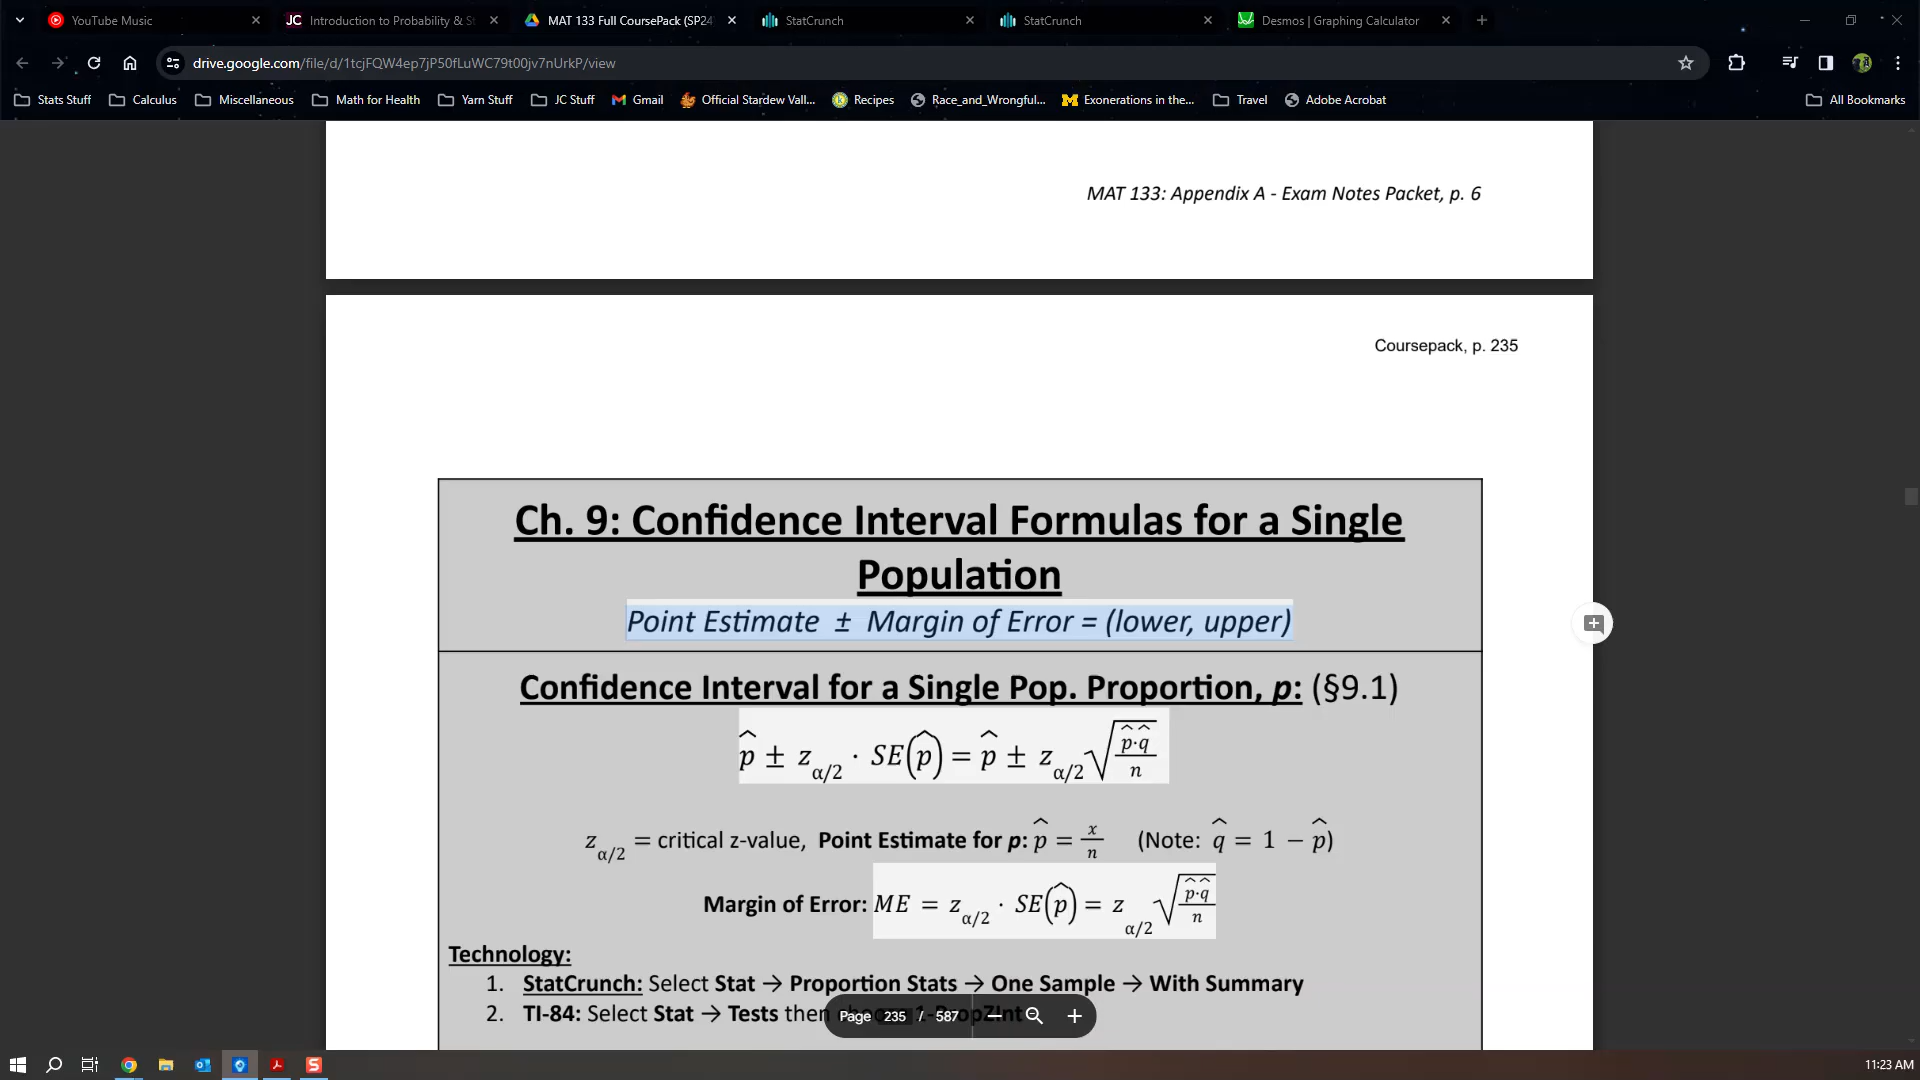 YouTube Music
Introduction to Probability & St
MAT 133 Full CoursePack (SP24
StatCrunch
StatCrunch
Desmos | Graphing Calculator
drive.google.com/file/d/1tcjFQW4ep7jP50fLuWC79t00jv7nUrkP/view
Stats Stuff
Calculus
Miscellaneous
Math for Health
Yarn Stuff
JC Stuff
Gmail
Official Stardew Vall...
Recipes
Race_and_Wrongful...
Exonerations in the...
Travel
Adobe Acrobat
All Bookmarks
MAT 133: Appendix A - Exam Notes Packet, p. 6
Coursepack, p. 235
Ch. 9: Confidence Interval Formulas for a Single
Population
Point Estimate ± Margin of Error = (lower, upper)
Confidence Interval for a Single Pop. Proportion, p: (§9.1)
p̂ ± z_α/2 · SE(p̂) = p̂ ± z_α/2 √(p̂·q̂/n)
z_α/2 = critical z-value, Point Estimate for p: p̂ = x/n (Note: q̂ = 1 − p̂)
Margin of Error: ME = z_α/2 · SE(p̂) = z_α/2 √(p̂·q̂/n)
Technology:
1. StatCrunch: Select Stat → Proportion Stats → One Sample → With Summary
2. TI-84: Select Stat → Tests then
Page 235 / 587
11:23 AM